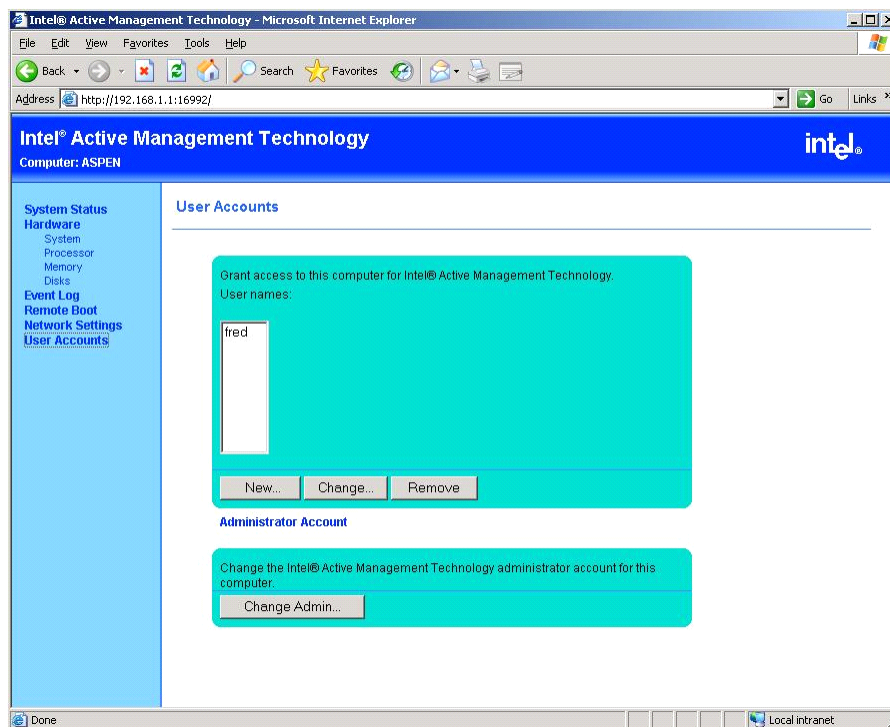 Intel® Active Management Technology - Microsoft Internet Explorer
File Edit View Favorites Tools Help
Back Search Favorites
Address http://192.168.1.1:16992/ Go Links »
Intel® Active Management Technology
Computer: ASPEN
intel®
System Status
Hardware
System
Processor
Memory
Disks
Event Log
Remote Boot
Network Settings
User Accounts
User Accounts
Grant access to this computer for Intel® Active Management Technology.
User names:
fred
New... Change... Remove
Administrator Account
Change the Intel® Active Management Technology administrator account for this
computer.
Change Admin...
Done Local intranet